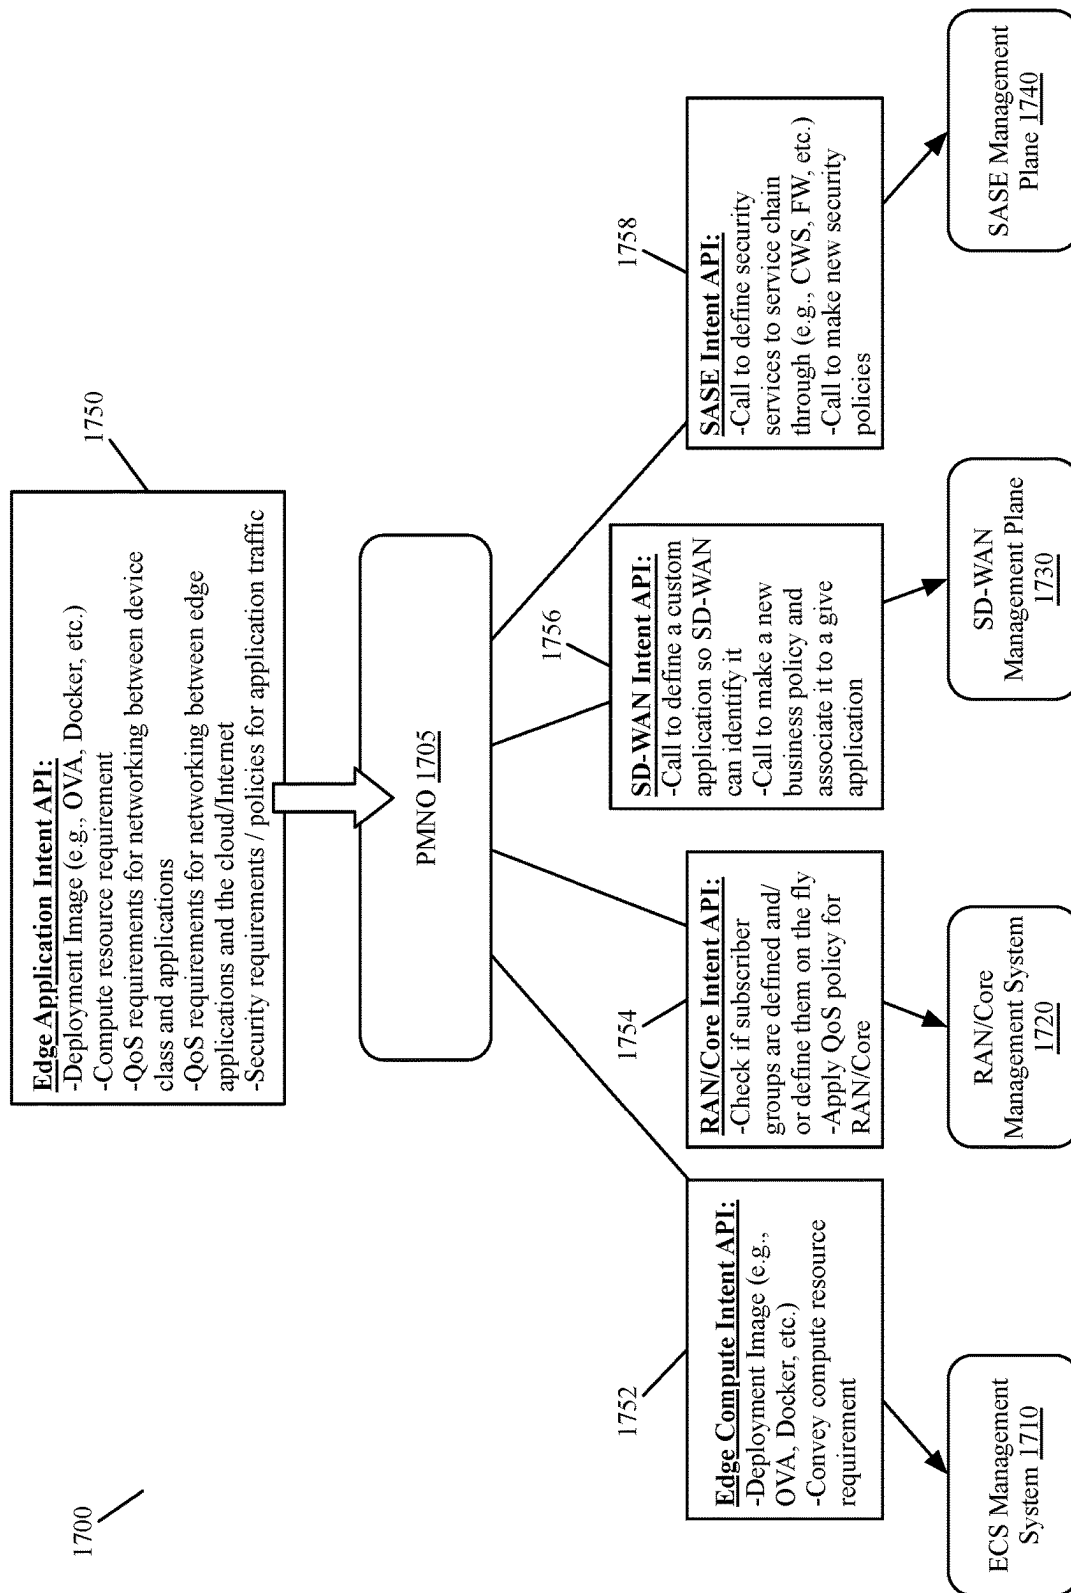 1700
1750
Edge Application Intent API:
-Deployment Image (e.g., OVA, Docker, etc.)
-Compute resource requirement
-QoS requirements for networking between device
class and applications
-QoS requirements for networking between edge
applications and the cloud/Internet
-Security requirements / policies for application traffic
PMNO 1705
1752
Edge Compute Intent API:
-Deployment Image (e.g.,
OVA, Docker, etc.)
-Convey compute resource
requirement
1754
RAN/Core Intent API:
-Check if subscriber
groups are defined and/
or define them on the fly
-Apply QoS policy for
RAN/Core
1756
SD-WAN Intent API:
-Call to define a custom
application so SD-WAN
can identify it
-Call to make a new
business policy and
associate it to a give
application
1758
SASE Intent API:
-Call to define security
services to service chain
through (e.g., CWS, FW, etc.)
-Call to make new security
policies
ECS Management
System 1710
RAN/Core
Management System
1720
SD-WAN
Management Plane
1730
SASE Management
Plane 1740